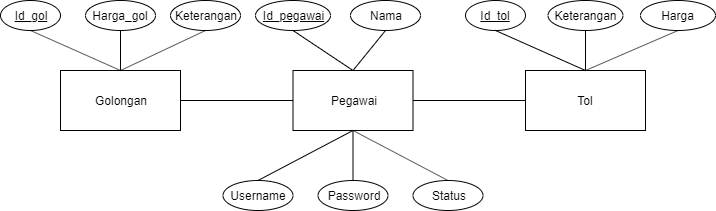 Id_gol
Harga_gol
Keterangan
Id_pegawai
Nama
Id_tol
Keterangan
Harga
Golongan
Pegawai
Tol
Username
Password
Status